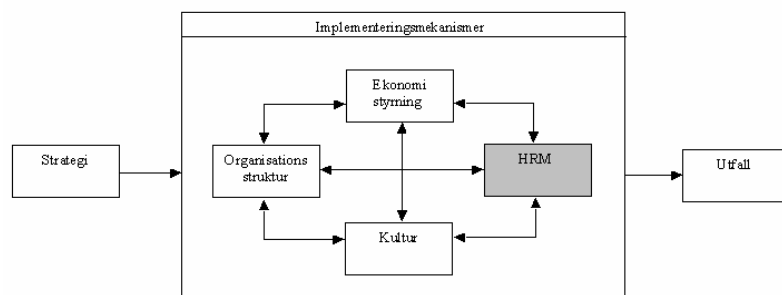 Implementeringsmekanismer
Ekonomi
styrning
Strategi
Organisations
struktur
HRM
Utfall
Kultur